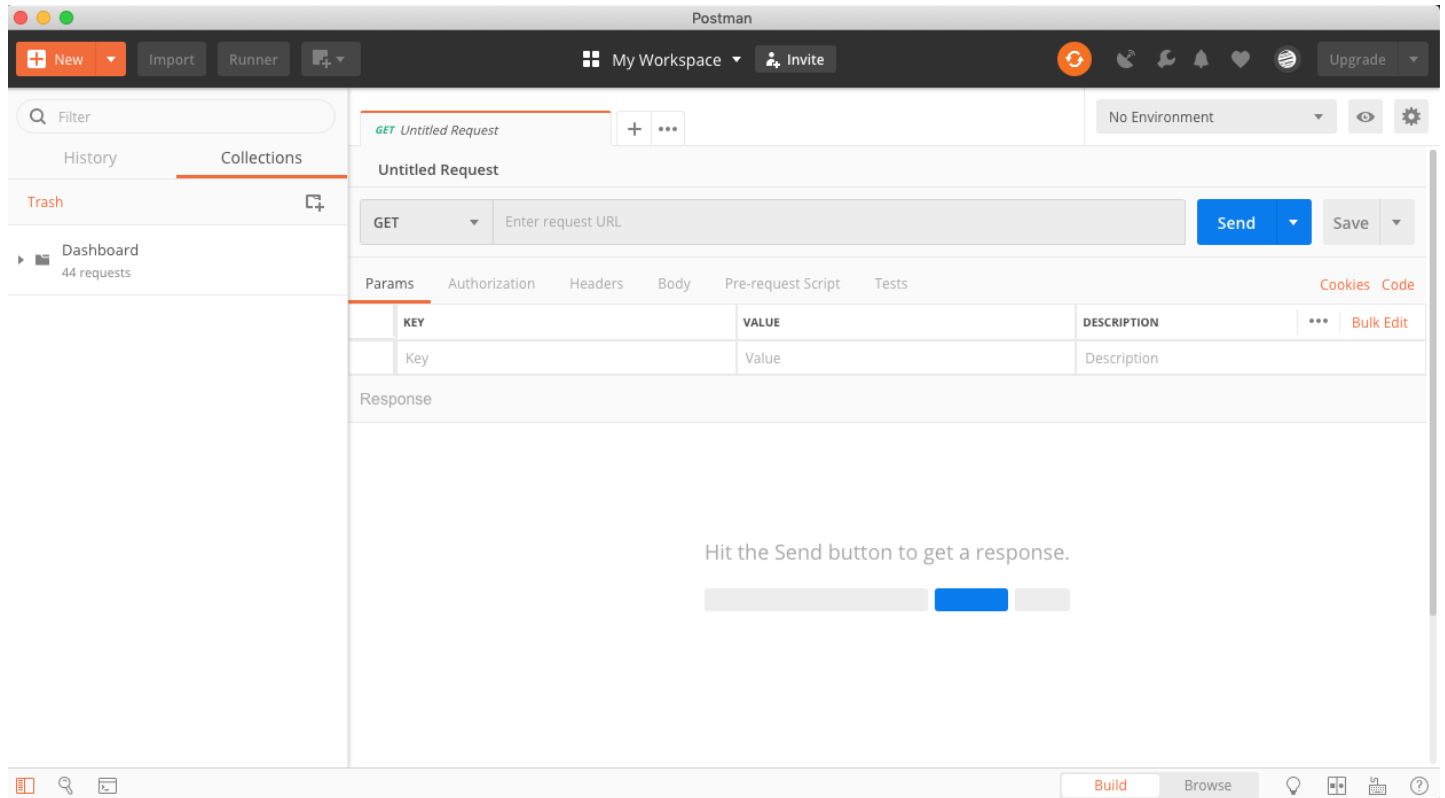 Postman
New Import Runner My Workspace Invite Upgrade
Filter
History Collections
Trash
Dashboard
44 requests
GET Untitled Request
No Environment
Untitled Request
GET Enter request URL Send Save
Params Authorization Headers Body Pre-request Script Tests Cookies Code
KEY VALUE DESCRIPTION Bulk Edit
Key Value Description
Response
Hit the Send button to get a response.
Build Browse